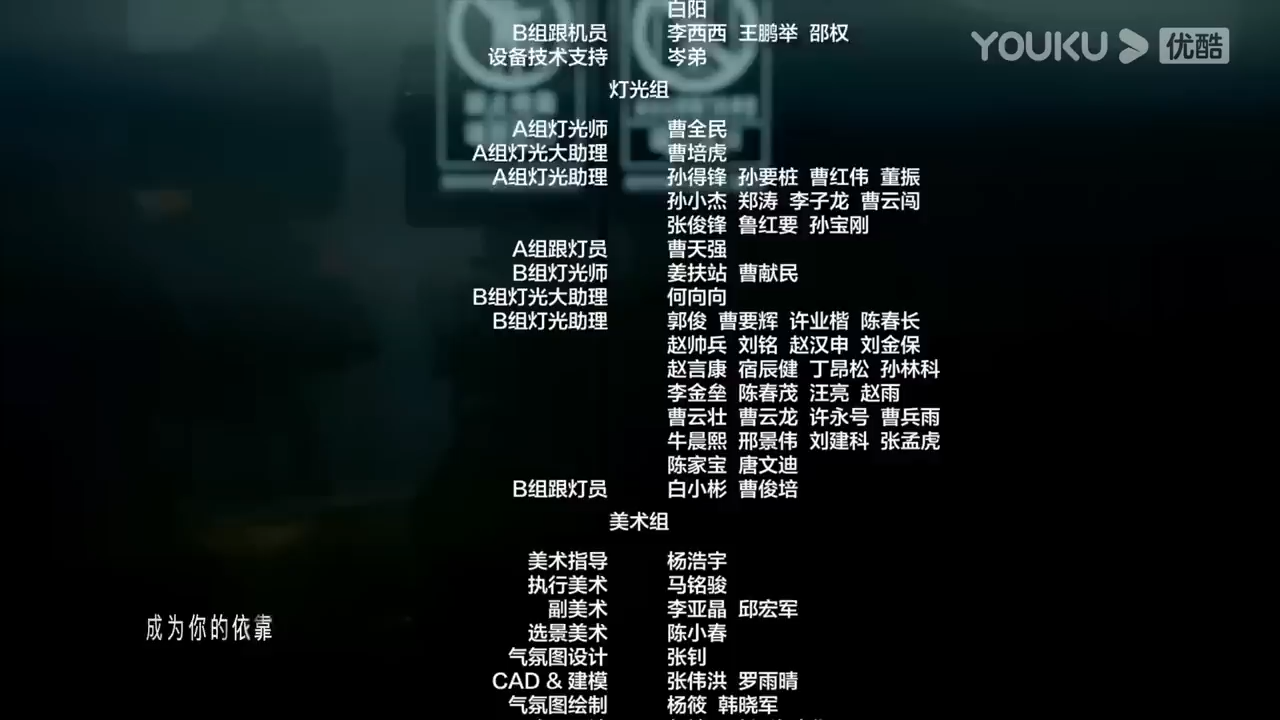 白阳
B组跟机员 李西西 王鹏举 邵权
设备技术支持 岑弟
YOUKU 优酷
灯光组
A组灯光师 曹全民
A组灯光大助理 曹培虎
A组灯光助理 孙得锋 孙要桩 曹红伟 董振
孙小杰 郑涛 李子龙 曹云闯
张俊锋 鲁红要 孙宝刚
A组跟灯员 曹天强
B组灯光师 姜扶站 曹献民
B组灯光大助理 何向向
B组灯光助理 郭俊 曹要辉 许业楷 陈春长
赵帅兵 刘铭 赵汉申 刘金保
赵言康 宿辰健 丁昂松 孙林科
李金垒 陈春茂 汪亮 赵雨
曹云壮 曹云龙 许永号 曹兵雨
牛晨熙 邢景伟 刘建科 张孟虎
陈家宝 唐文迪
B组跟灯员 白小彬 曹俊培
美术组
美术指导 杨浩宇
执行美术 马铭骏
副美术 李亚晶 邱宏军
成为你的依靠
选景美术 陈小春
气氛图设计 张钊
CAD & 建模 张伟洪 罗雨晴
气氛图绘制 杨筱 韩晓军